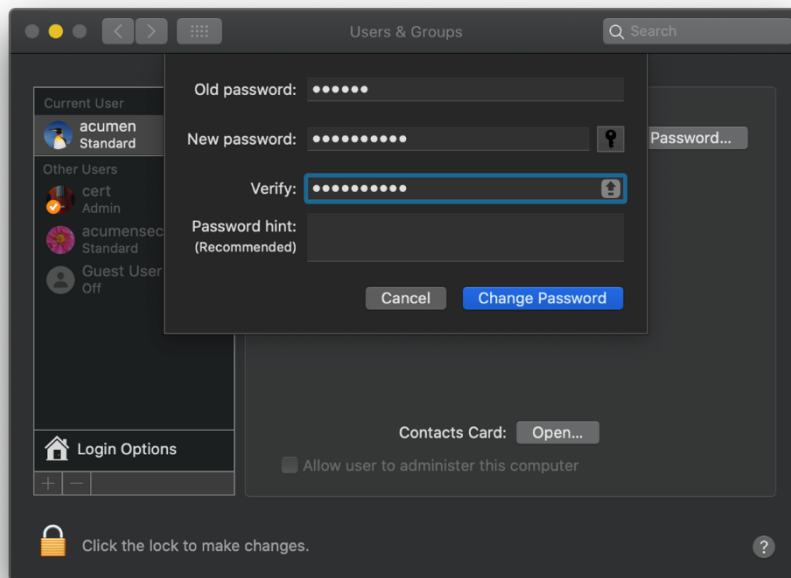 Users & Groups
Search
Current User
acumen
Standard
Other Users
cert
Admin
acumensec
Standard
Guest User
Off
Login Options
Old password: ••••••
New password: ••••••••••
Verify: ••••••••••
Password hint:
(Recommended)
Cancel
Change Password
Password...
Contacts Card:
Open...
Allow user to administer this computer
Click the lock to make changes.
?